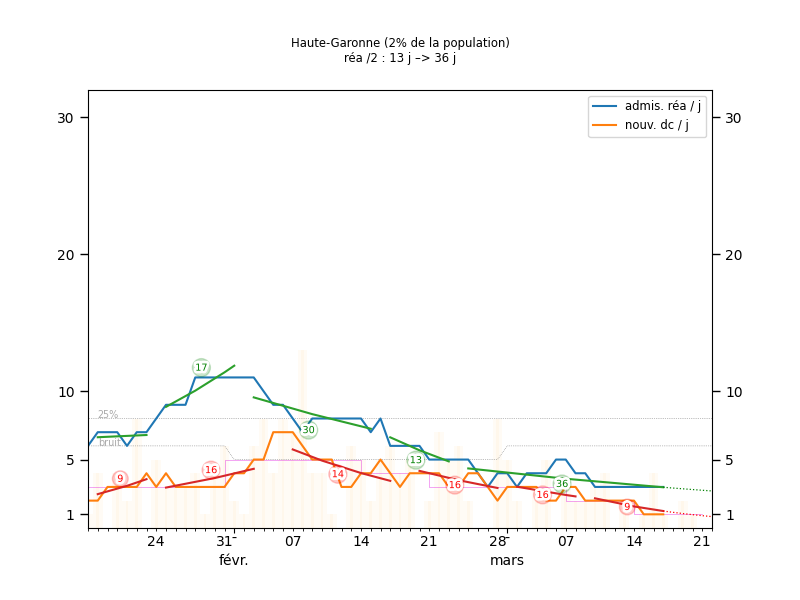 Haute-Garonne (2% de la population)
réa /2 : 13 j –> 36 j
admis. réa / j
nouv. dc / j
30 30
20 20
10 10
5 5
1 1
25%
bruit
17
30
13
36
9
16
14
16
16
9
24 31 07 14 21 28 07 14 21
févr. mars